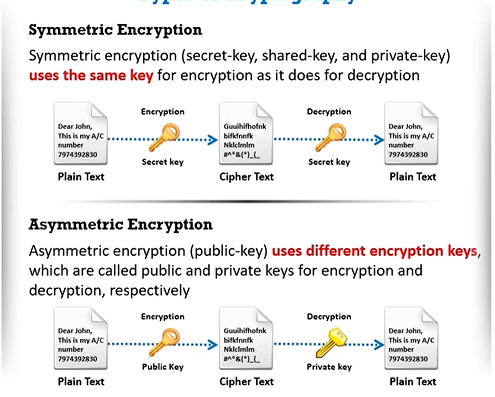 Symmetric Encryption
Symmetric encryption (secret-key, shared-key, and private-key)
uses the same key for encryption as it does for decryption
Encryption
Decryption
Dear John,
This is my A/C
number
7974392830
Guuihifhofnk
bifkfnnfk
Nklclmlm
#^*&(*)_(_
Dear John,
This is my A/C
number
7974392830
Secret key
Secret key
Plain Text
Cipher Text
Plain Text
Asymmetric Encryption
Asymmetric encryption (public-key) uses different encryption keys,
which are called public and private keys for encryption and
decryption, respectively
Encryption
Decryption
Dear John,
This is my A/C
number
7974392830
Guuihifhofnk
bifkfnnfk
Nklclmlm
#^*&(*)_(_
Dear John,
This is my A/C
number
7974392830
Public Key
Private key
Plain Text
Cipher Text
Plain Text